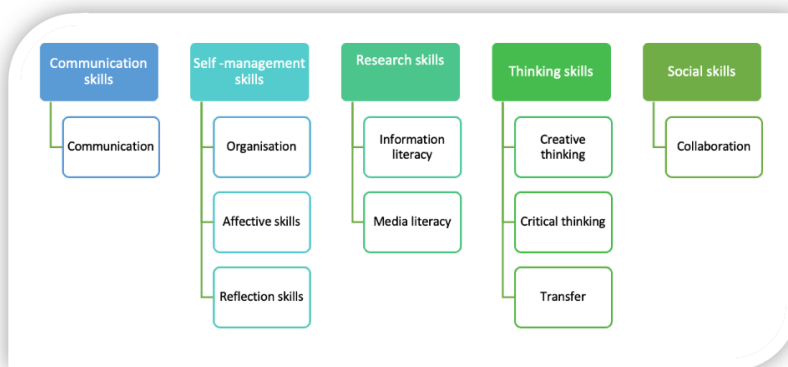 Communication
skills
Communication
Self -management
skills
Organisation
Affective skills
Reflection skills
Research skills
Information
literacy
Media literacy
Thinking skills
Creative
thinking
Critical thinking
Transfer
Social skills
Collaboration